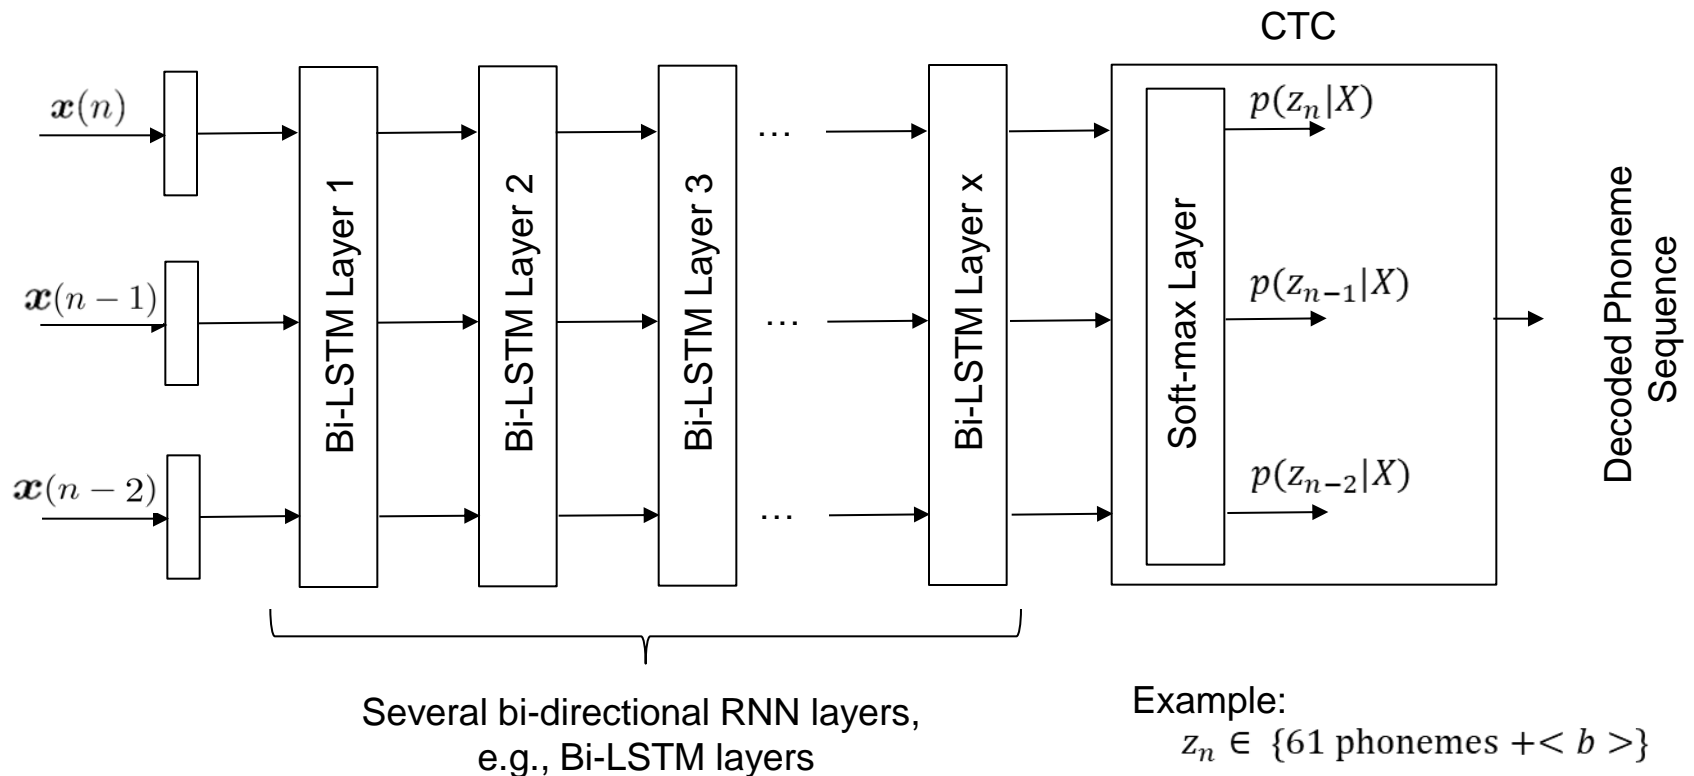 CTC
x(n)
p(z_n|X)
...
x(n − 1)
p(z_{n−1}|X)
...
x(n − 2)
p(z_{n−2}|X)
...
Bi-LSTM Layer 1
Bi-LSTM Layer 2
Bi-LSTM Layer 3
Bi-LSTM Layer x
Soft-max Layer
Decoded Phoneme
Sequence
Several bi-directional RNN layers,
e.g., Bi-LSTM layers
Example:
z_n ∈ {61 phonemes +< b >}